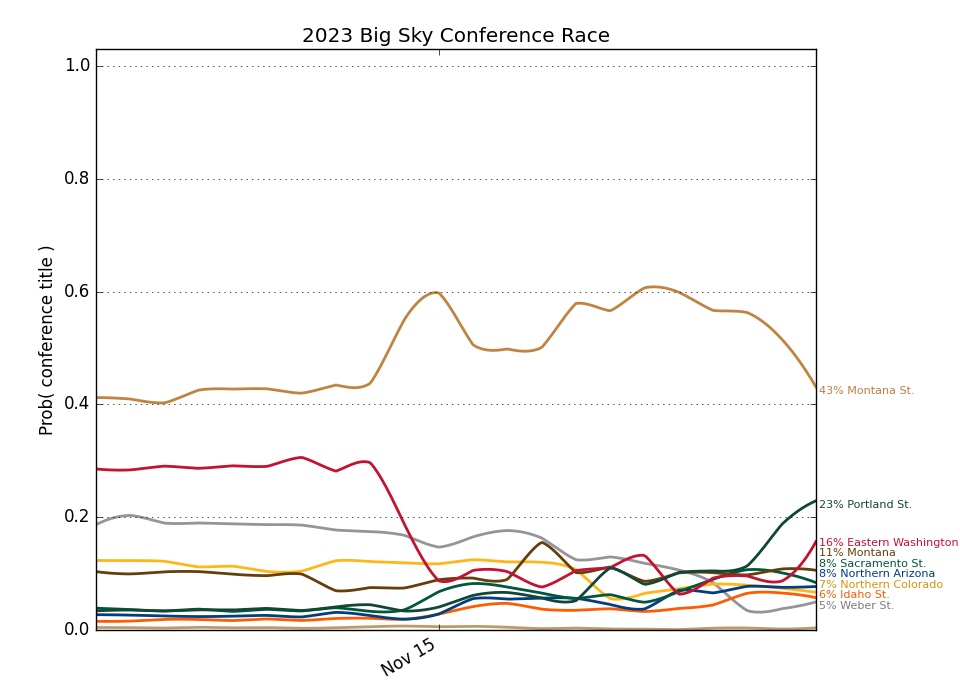 2023 Big Sky Conference Race
1.0
0.8
0.6
0.4
0.2
0.0
Prob( conference title )
Nov 15
43% Montana St.
23% Portland St.
16% Eastern Washington
11% Montana
8% Sacramento St.
8% Northern Arizona
7% Northern Colorado
6% Idaho St.
5% Weber St.